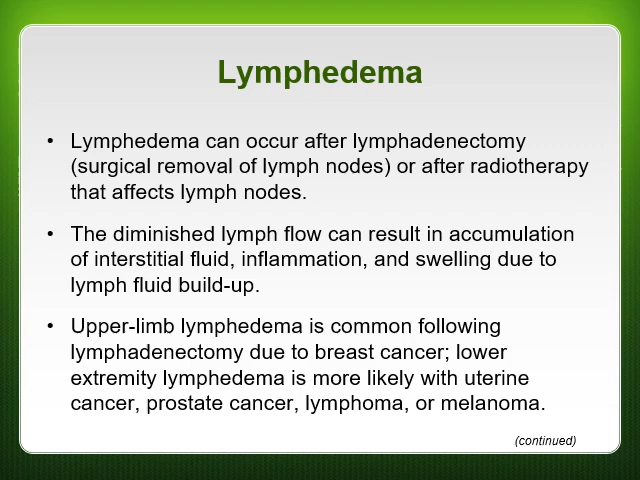 Lymphedema
• Lymphedema can occur after lymphadenectomy
(surgical removal of lymph nodes) or after radiotherapy
that affects lymph nodes.
• The diminished lymph flow can result in accumulation
of interstitial fluid, inflammation, and swelling due to
lymph fluid build-up.
• Upper-limb lymphedema is common following
lymphadenectomy due to breast cancer; lower
extremity lymphedema is more likely with uterine
cancer, prostate cancer, lymphoma, or melanoma.
(continued)